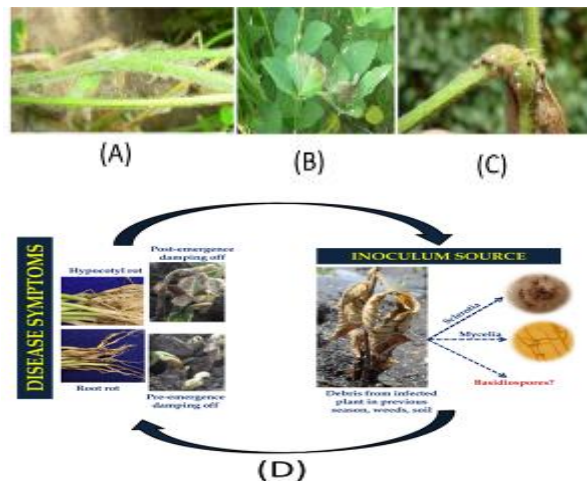 (A)
(B)
(C)
DISEASE SYMPTOMS
Post-emergence
damping off
Hypocotyl rot
Root rot
Pre-emergence
damping off
INOCULUM SOURCE
Sclerotia
Mycelia
Basidiospores?
Debris from infected
plant in previous
season, weeds, soil
(D)